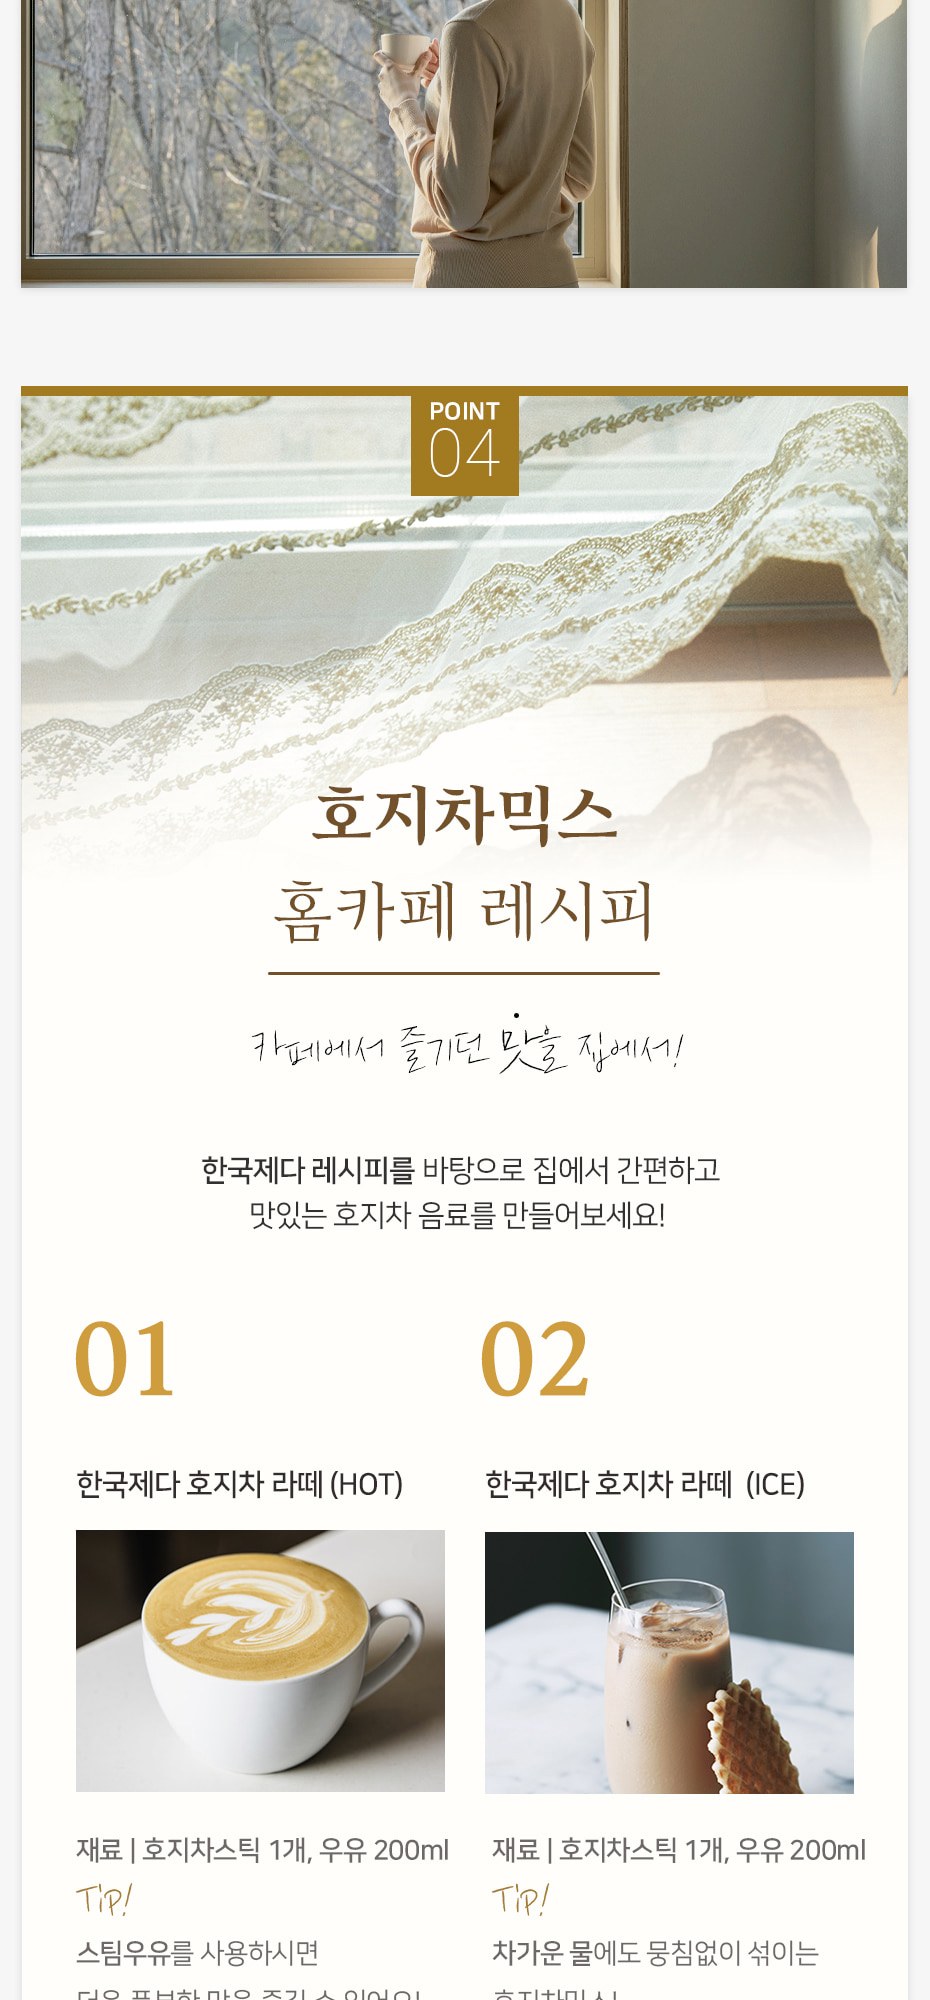 POINT
04
호지차믹스
홈카페 레시피
카페에서 즐기던 맛을 집에서!
한국제다 레시피를 바탕으로 집에서 간편하고
맛있는 호지차 음료를 만들어보세요!
01
02
한국제다 호지차 라떼 (HOT)
한국제다 호지차 라떼 (ICE)
재료 | 호지차스틱 1개, 우유 200ml
재료 | 호지차스틱 1개, 우유 200ml
Tip!
Tip!
스팀우유를 사용하시면
차가운 물에도 뭉침없이 섞이는